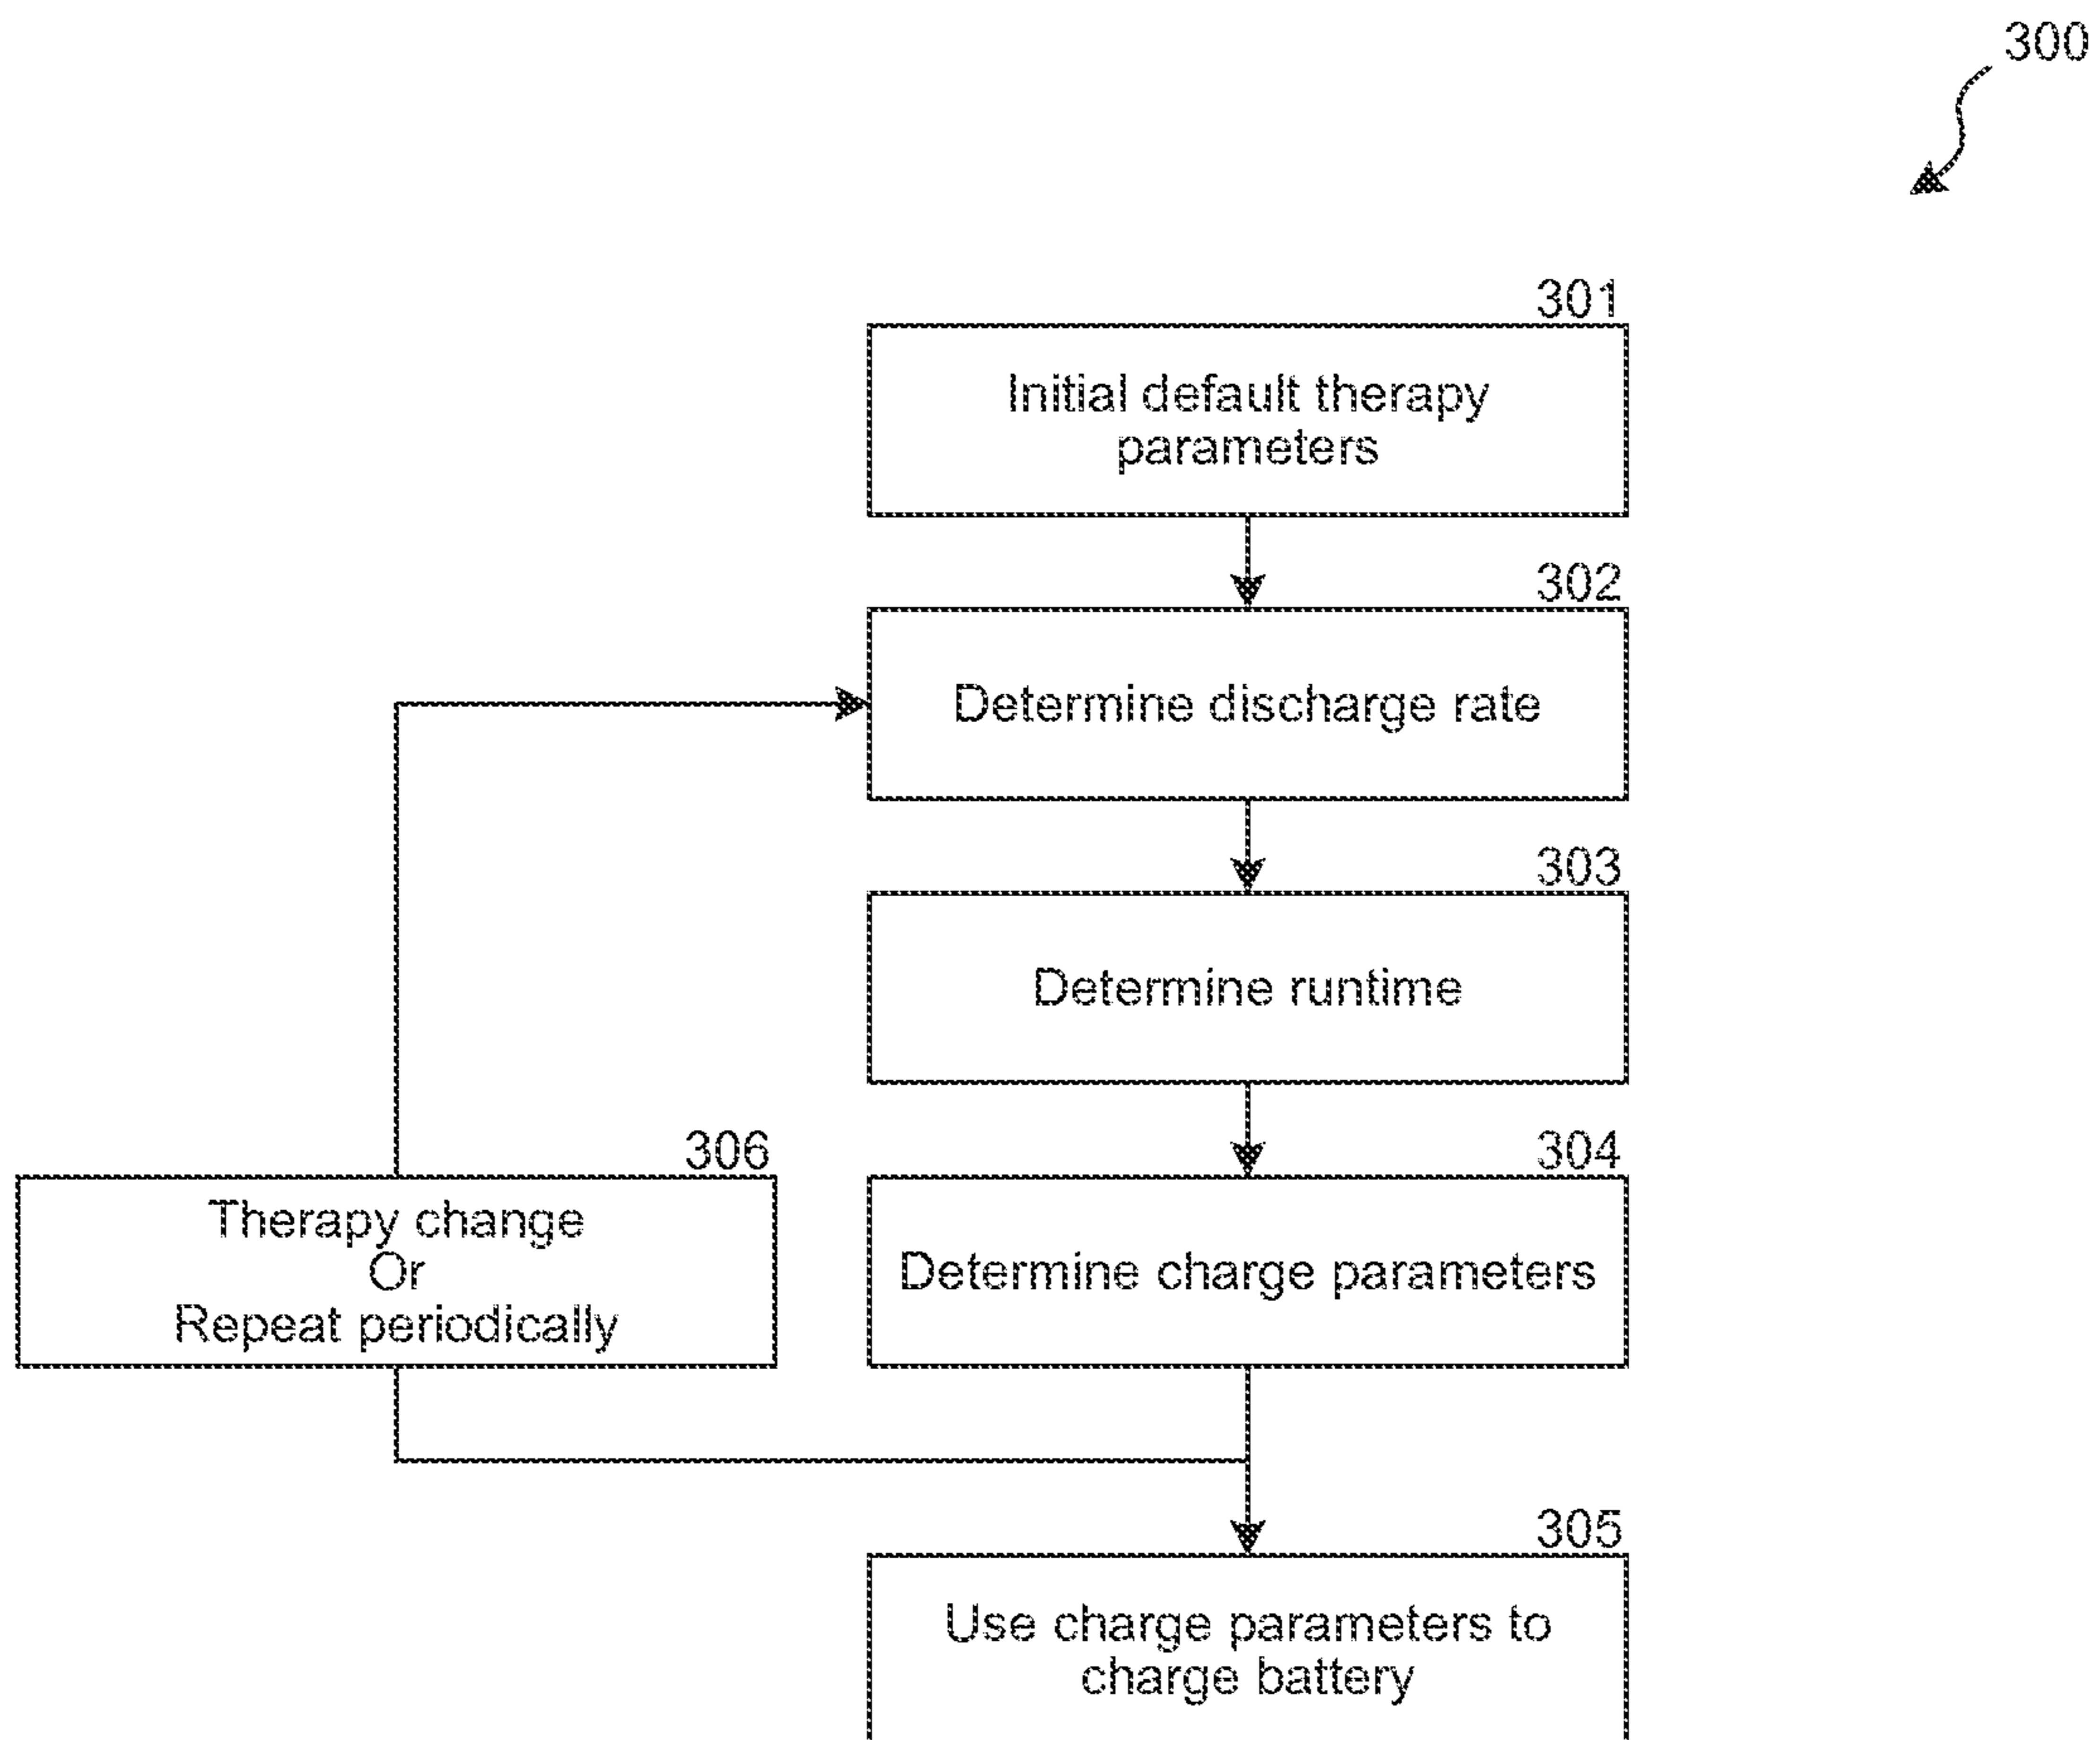 300
301
Initial default therapy
parameters
302
Determine discharge rate
303
Determine runtime
306
Therapy change
Or
Repeat periodically
304
Determine charge parameters
305
Use charge parameters to
charge battery